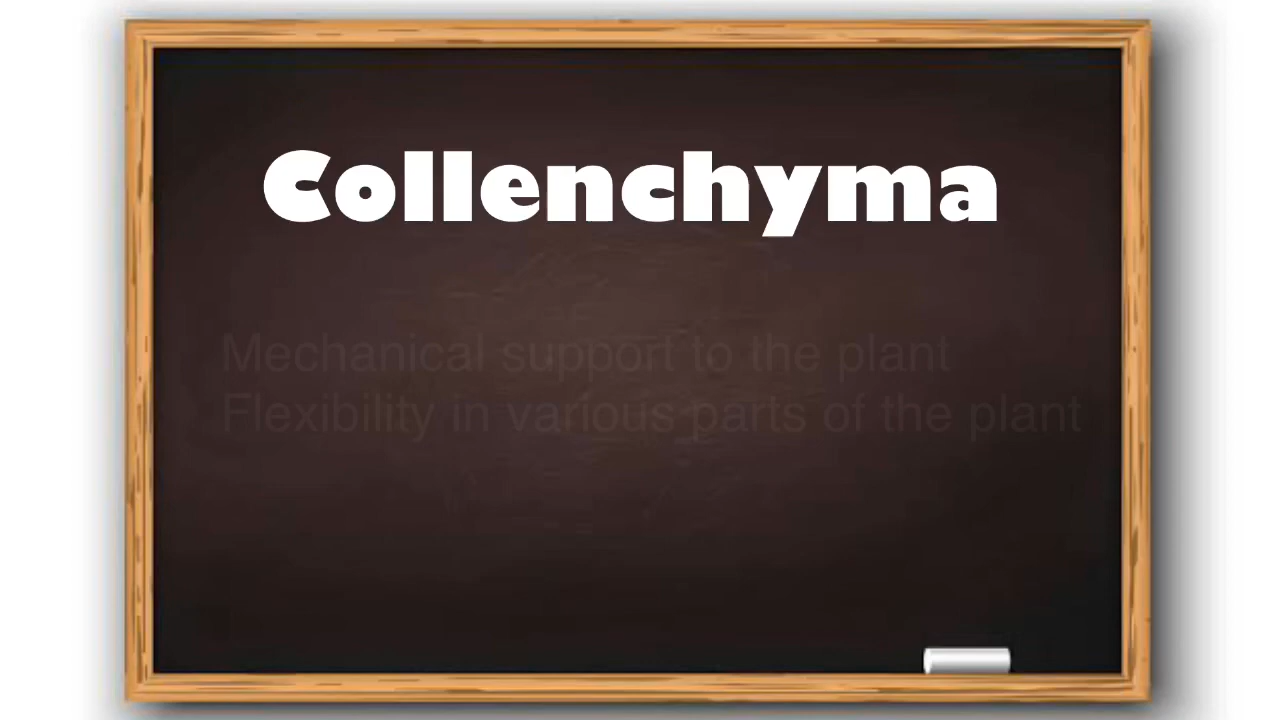 Collenchyma
Mechanical support to the plant
Flexibility in various parts of the plant